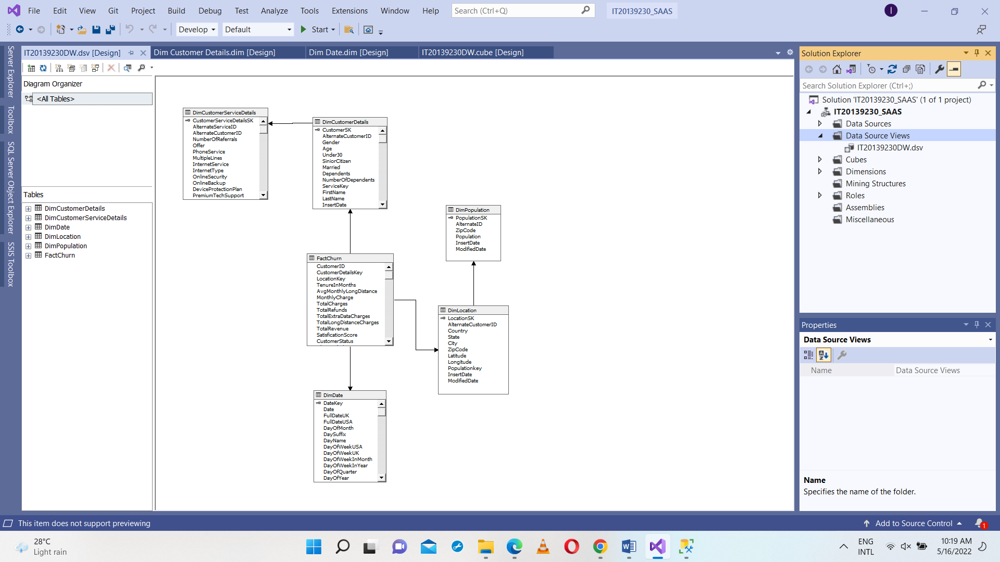 File Edit View Git Project Build Debug Test Analyze Tools Extensions Window Help Search (Ctrl+Q) IT20139230_SAAS I
Develop Default Start
Server Explorer
Toolbox
SQL Server Object Explorer
SSIS Toolbox
IT20139230DW.dsv [Design] Dim Customer Details.dim [Design] Dim Date.dim [Design] IT20139230DW.cube [Design]
Diagram Organizer
<All Tables>
Tables
DimCustomerDetails
DimCustomerServiceDetails
DimDate
DimLocation
DimPopulation
FactChurn
DimCustomerServiceDetails
CustomerServiceDetailsSK
AlternateServiceID
AlternateCustomerID
NumberOfReferrals
Offer
PhoneService
MultipleLines
InternetService
InternetType
OnlineSecurity
OnlineBackup
DeviceProtectionPlan
PremiumTechSupport
DimCustomerDetails
CustomerSK
AlternateCustomerID
Gender
Age
Under30
SiniorCitizen
Married
Dependents
NumberOfDependents
ServiceKey
FirstName
LastName
InsertDate
DimPopulation
PopulationSK
AlternateID
ZipCode
Population
InsertDate
ModifiedDate
FactChurn
CustomerID
CustomerDetailsKey
LocationKey
TenureInMonths
AvgMonthlyLongDistance
MonthlyCharge
TotalCharges
TotalRefunds
TotalExtraDataCharges
TotalLongDistanceCharges
TotalRevenue
SatisficationScore
CustomerStatus
DimLocation
LocationSK
AlternateCustomerID
Country
State
City
ZipCode
Latitude
Longitude
Populationkey
InsertDate
ModifiedDate
DimDate
DateKey
Date
FullDateUK
FullDateUSA
DayOfMonth
DaySuffix
DayName
DayOfWeekUSA
DayOfWeekUK
DayOfWeekInMonth
DayOfWeekInYear
DayOfQuarter
DayOfYear
Solution Explorer
Search Solution Explorer (Ctrl+;)
Solution 'IT20139230_SAAS' (1 of 1 project)
IT20139230_SAAS
Data Sources
Data Source Views
IT20139230DW.dsv
Cubes
Dimensions
Mining Structures
Roles
Assemblies
Miscellaneous
Properties
Data Source Views
Name Data Source Views
Name
Specifies the name of the folder.
This item does not support previewing
Add to Source Control 1
28°C
Light rain
ENG
INTL
10:19 AM
5/16/2022